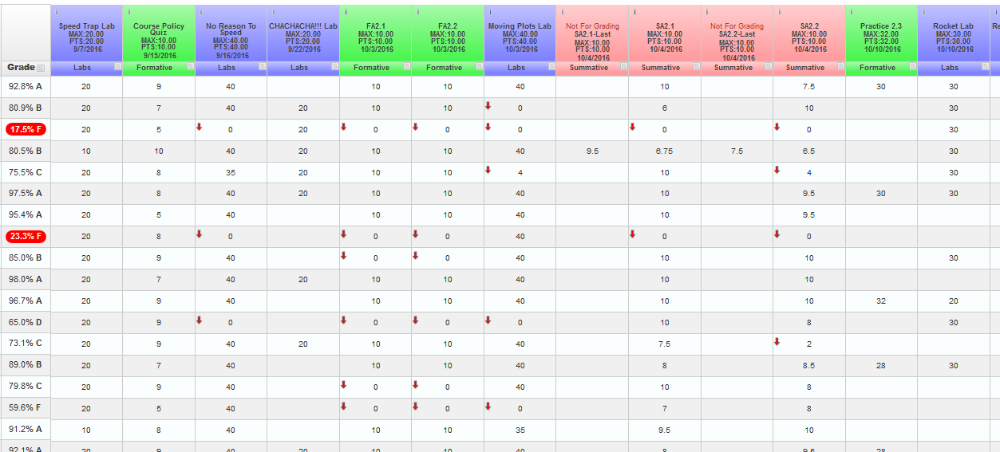 Speed Trap Lab MAX:20.00 PTS:20.00 9/7/2016
Course Policy Quiz MAX:10.00 PTS:10.00 9/15/2016
No Reason To Speed MAX:40.00 PTS:40.00 9/16/2016
CHACHACHA!!! Lab MAX:20.00 PTS:20.00 9/22/2016
FA2.1 MAX:10.00 PTS:10.00 10/3/2016
FA2.2 MAX:10.00 PTS:10.00 10/3/2016
Moving Plots Lab MAX:40.00 PTS:40.00 10/3/2016
Not For Grading SA2.1-Last MAX:10.00 PTS:10.00 10/4/2016
SA2.1 MAX:10.00 PTS:10.00 10/4/2016
Not For Grading SA2.2-Last MAX:10.00 PTS:10.00 10/4/2016
SA2.2 MAX:10.00 PTS:10.00 10/4/2016
Practice 2.3 MAX:32.00 PTS:32.00 10/10/2016
Rocket Lab MAX:30.00 PTS:30.00 10/10/2016
Re
Grade Labs Formative Labs Labs Formative Formative Labs Summative Summative Summative Summative Formative Labs
92.8% A 20 9 40 10 10 40 10 7.5 30 30
80.9% B 20 7 40 20 10 10 0 6 10 30
17.5% F 20 5 0 20 0 0 0 0 0 30
80.5% B 10 10 40 20 10 10 40 9.5 6.75 7.5 6.5 30
75.5% C 20 8 35 20 10 10 4 10 4 30
97.5% A 20 8 40 20 10 10 40 10 9.5 30 30
95.4% A 20 5 40 10 10 40 10 9.5
23.3% F 20 8 0 0 0 40 0 0
85.0% B 20 9 40 0 0 40 10 10 30
98.0% A 20 7 40 20 10 10 40 10 10
96.7% A 20 9 40 10 10 40 10 10 32 20
65.0% D 20 9 0 0 0 0 10 8 30
73.1% C 20 9 40 20 10 10 40 7.5 2
89.0% B 20 7 40 10 10 40 8 8.5 28 30
79.8% C 20 9 40 0 0 40 10 8
59.6% F 20 5 40 0 0 0 7 8
91.2% A 10 8 40 10 10 35 9.5 10
92.1% A 20 9 40 20 10 10 40 8 9.5 28